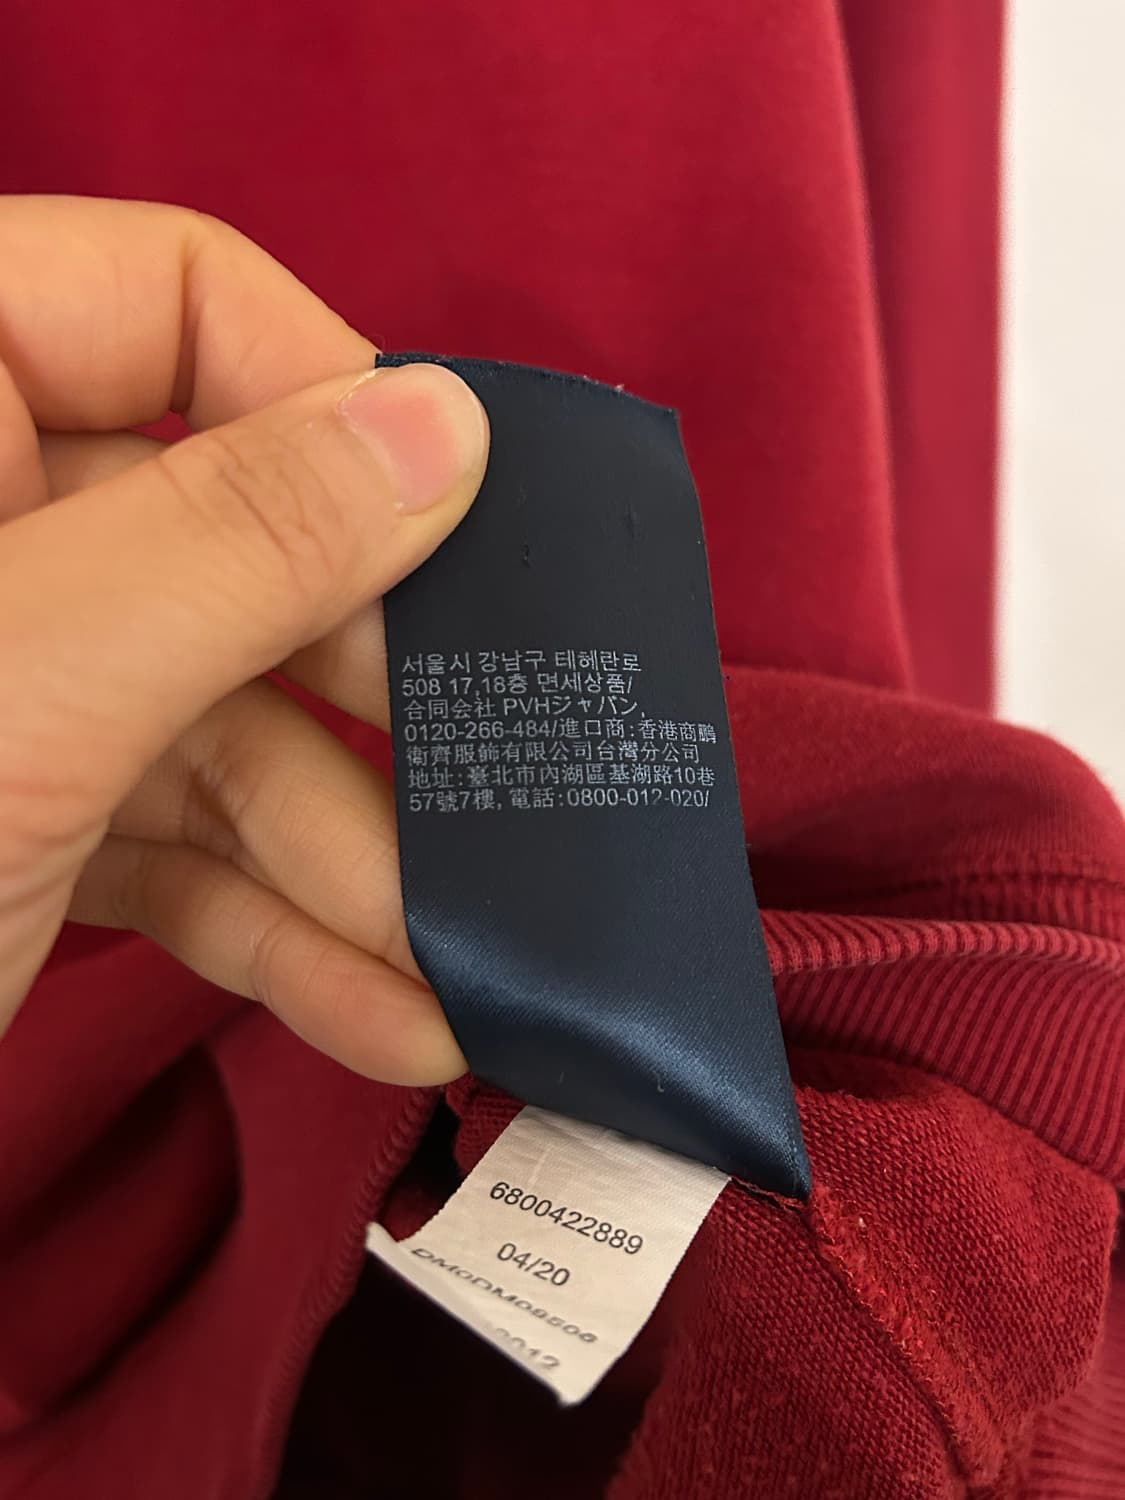 서울시 강남구 테헤란로
508 17,18층 면세상품/
合同会社 PVHジャパン,
0120-266-484/進口商:香港商鵬
衛齊服飾有限公司台灣分公司
地址:臺北市內湖區基湖路10巷
57號7樓, 電話:0800-012-020/
6800422889
04/20
DM0DM09506